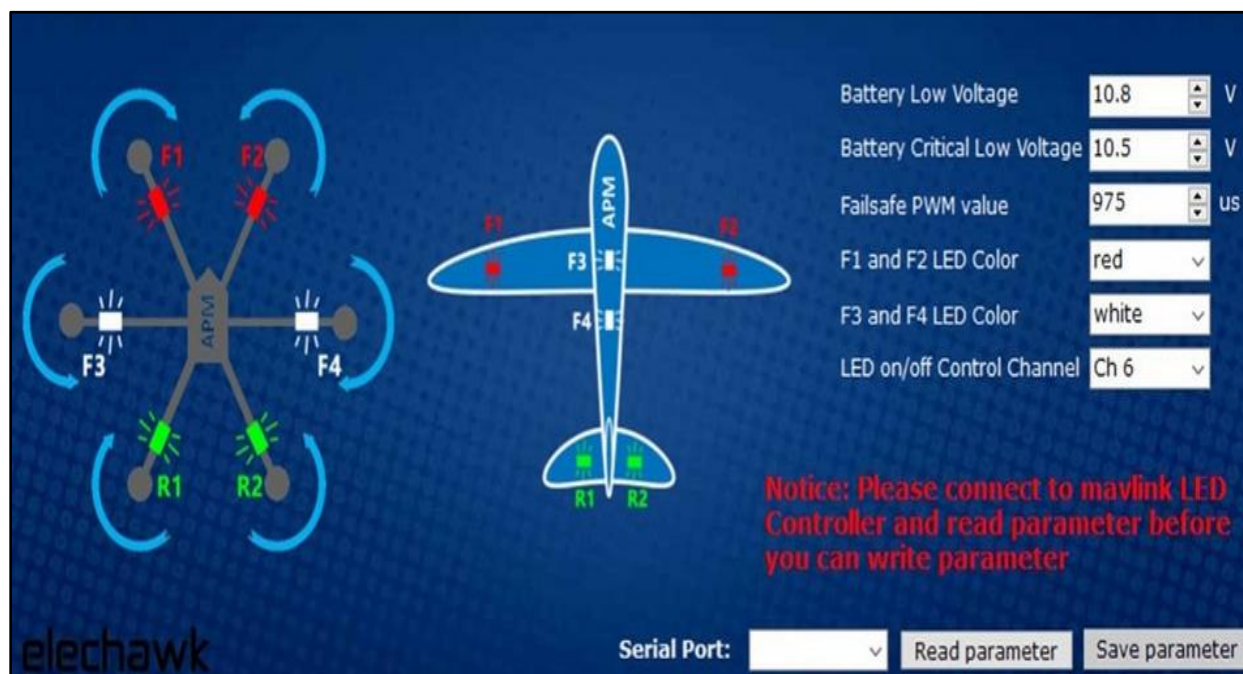 F1
F2
APM
F3
F4
R1
R2
APM
F1
F2
F3
F4
R1
R2
Battery Low Voltage 10.8 V
Battery Critical Low Voltage 10.5 V
Failsafe PWM value 975 us
F1 and F2 LED Color red
F3 and F4 LED Color white
LED on/off Control Channel Ch 6
Notice: Please connect to mavlink LED
Controller and read parameter before
you can write parameter
elechawk
Serial Port: Read parameter Save parameter